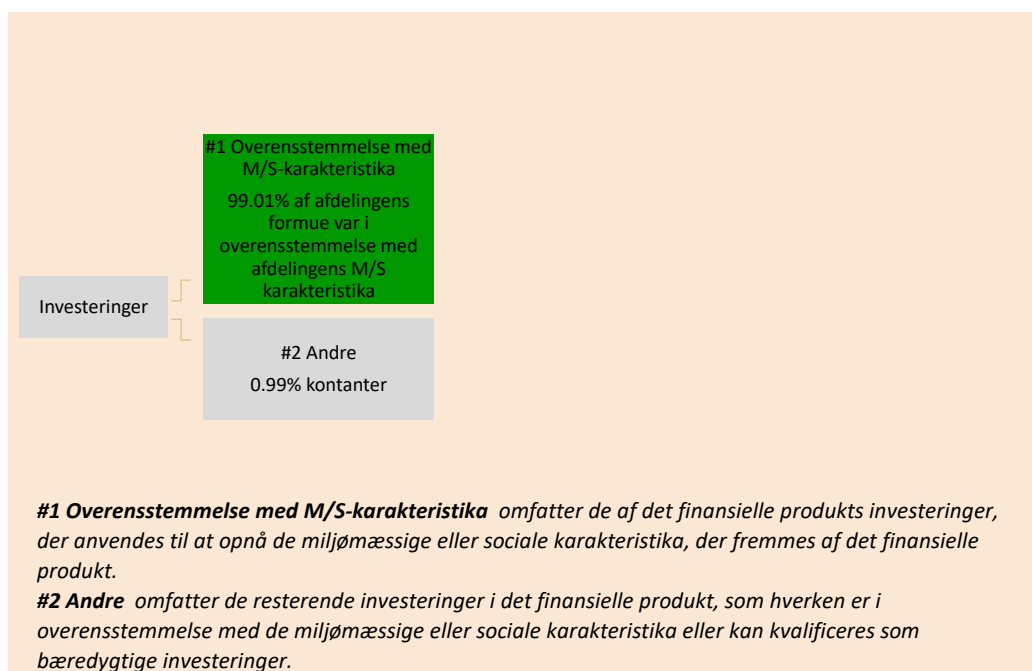 #1 Overensstemmelse med
M/S-karakteristika
99.01% af afdelingens
formue var i
overensstemmelse med
afdelingens M/S
karakteristika
Investeringer
#2 Andre
0.99% kontanter
#1 Overensstemmelse med M/S-karakteristika omfatter de af det finansielle produkts investeringer,
der anvendes til at opnå de miljømæssige eller sociale karakteristika, der fremmes af det finansielle
produkt.
#2 Andre omfatter de resterende investeringer i det finansielle produkt, som hverken er i
overensstemmelse med de miljømæssige eller sociale karakteristika eller kan kvalificeres som
bæredygtige investeringer.